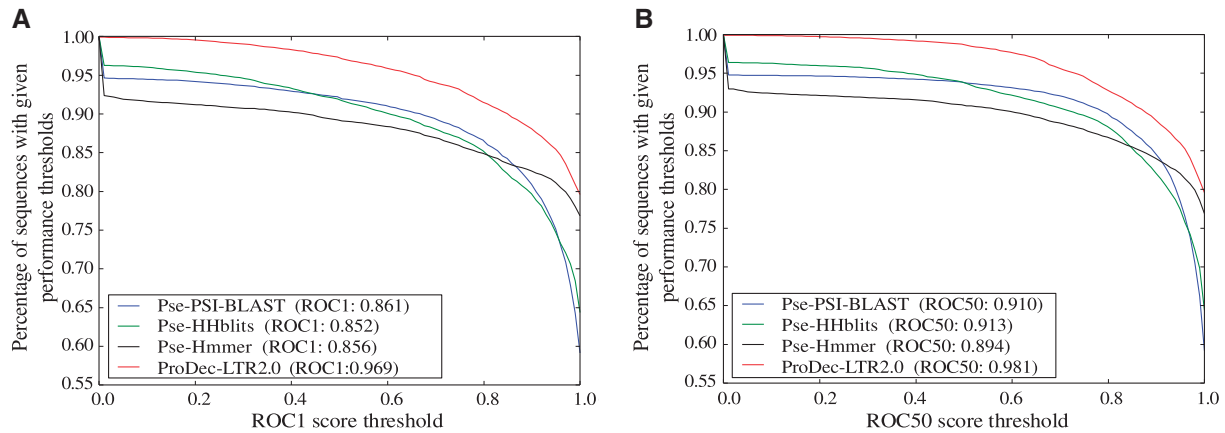 A
Percentage of sequences with given
performance thresholds
1.00
0.95
0.90
0.85
0.80
0.75
0.70
0.65
0.60
0.55
Pse-PSI-BLAST (ROC1: 0.861)
Pse-HHblits (ROC1: 0.852)
Pse-Hmmer (ROC1: 0.856)
ProDec-LTR2.0 (ROC1:0.969)
0.0 0.2 0.4 0.6 0.8 1.0
ROC1 score threshold
B
Percentage of sequences with given
performance thresholds
1.00
0.95
0.90
0.85
0.80
0.75
0.70
0.65
0.60
0.55
Pse-PSI-BLAST (ROC50: 0.910)
Pse-HHblits (ROC50: 0.913)
Pse-Hmmer (ROC50: 0.894)
ProDec-LTR2.0 (ROC50: 0.981)
0.0 0.2 0.4 0.6 0.8 1.0
ROC50 score threshold